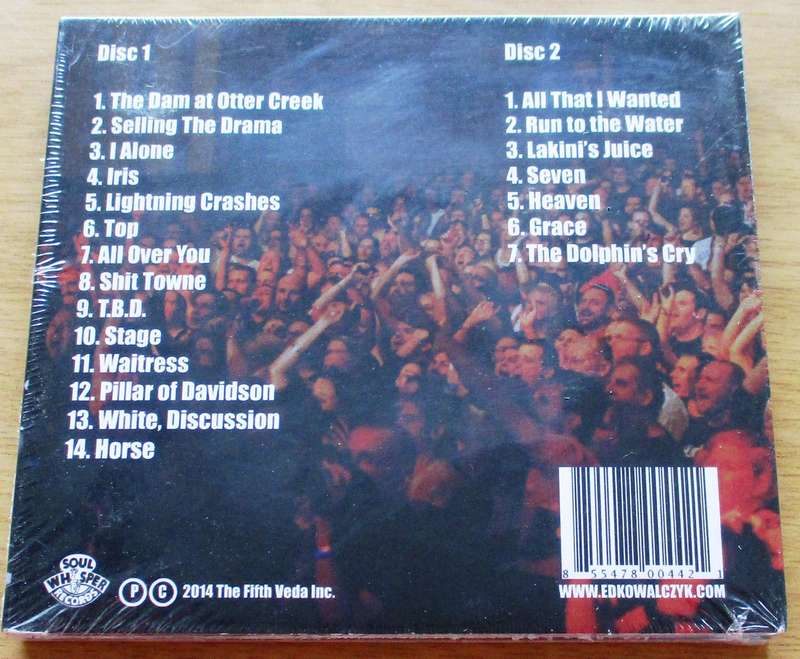 Disc 1
1. The Dam at Otter Creek
2. Selling The Drama
3. I Alone
4. Iris
5. Lightning Crashes
6. Top
7. All Over You
8. Shit Towne
9. T.B.D.
10. Stage
11. Waitress
12. Pillar of Davidson
13. White, Discussion
14. Horse
Disc 2
1. All That I Wanted
2. Run to the Water
3. Lakini's Juice
4. Seven
5. Heaven
6. Grace
7. The Dolphin's Cry
SOUL
WHISPER
RECORDS
P C 2014 The Fifth Veda Inc.
8 55478 00442 1
WWW.EDKOWALCZYK.COM